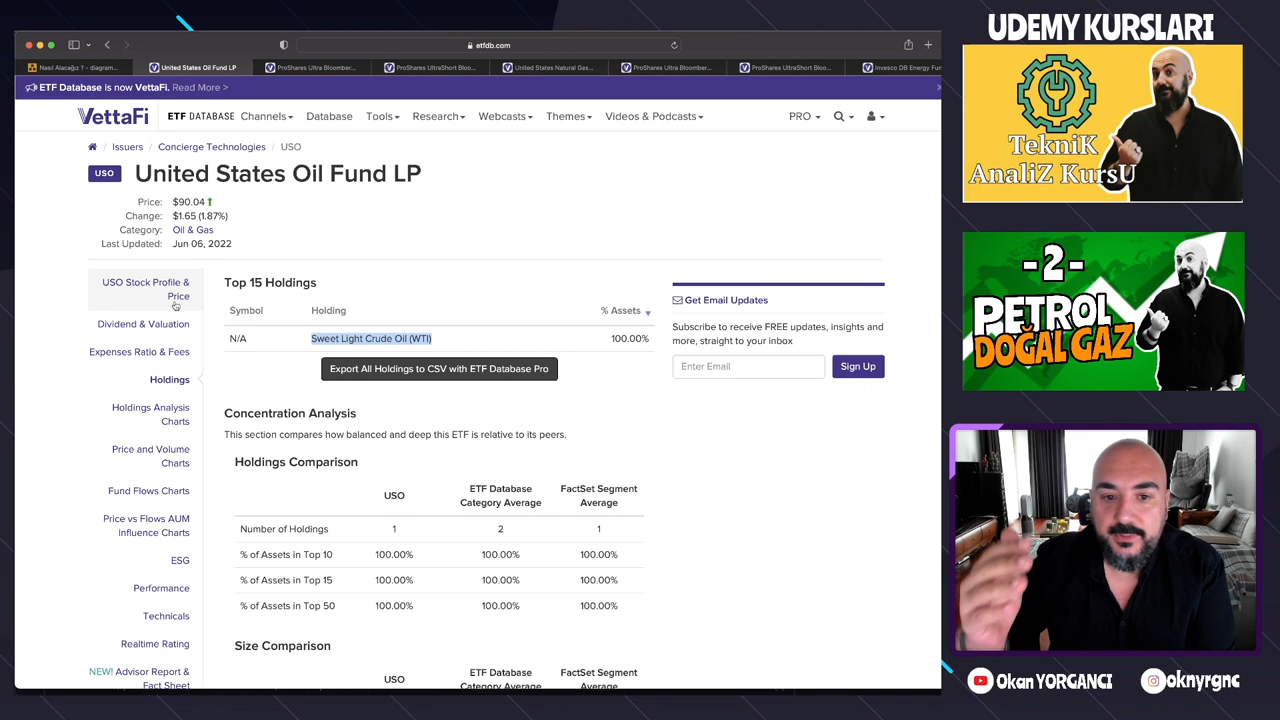 etfdb.com
Nasıl Alacağız ? - diagram...
United States Oil Fund LP
ProShares Ultra Bloomber...
ProShares UltraShort Bloo...
United States Natural Gas...
ProShares Ultra Bloomber...
ProShares UltraShort Bloo...
Invesco DB Energy Fun
ETF Database is now VettaFi. Read More >
VettaFi
ETF DATABASE
Channels
Database
Tools
Research
Webcasts
Themes
Videos & Podcasts
PRO
/ Issuers / Concierge Technologies / USO
USO
United States Oil Fund LP
Price: $90.04
Change: $1.65 (1.87%)
Category: Oil & Gas
Last Updated: Jun 06, 2022
USO Stock Profile &
Price
Dividend & Valuation
Expenses Ratio & Fees
Holdings
Holdings Analysis
Charts
Price and Volume
Charts
Fund Flows Charts
Price vs Flows AUM
Influence Charts
ESG
Performance
Technicals
Realtime Rating
NEW! Advisor Report &
Fact Sheet
Top 15 Holdings
Symbol Holding % Assets
N/A Sweet Light Crude Oil (WTI) 100.00%
Export All Holdings to CSV with ETF Database Pro
Concentration Analysis
This section compares how balanced and deep this ETF is relative to its peers.
Holdings Comparison
USO
ETF Database
Category Average
FactSet Segment
Average
Number of Holdings 1 2 1
% of Assets in Top 10 100.00% 100.00% 100.00%
% of Assets in Top 15 100.00% 100.00% 100.00%
% of Assets in Top 50 100.00% 100.00% 100.00%
Size Comparison
USO
ETF Database
Category Average
FactSet Segment
Average
Get Email Updates
Subscribe to receive FREE updates, insights and
more, straight to your inbox
Enter Email
Sign Up
UDEMY KURSLARI
TekniK
AnaliZ KursU
-2-
PETROL
DOĞAL GAZ
Okan YORGANCI
oknyrgnc